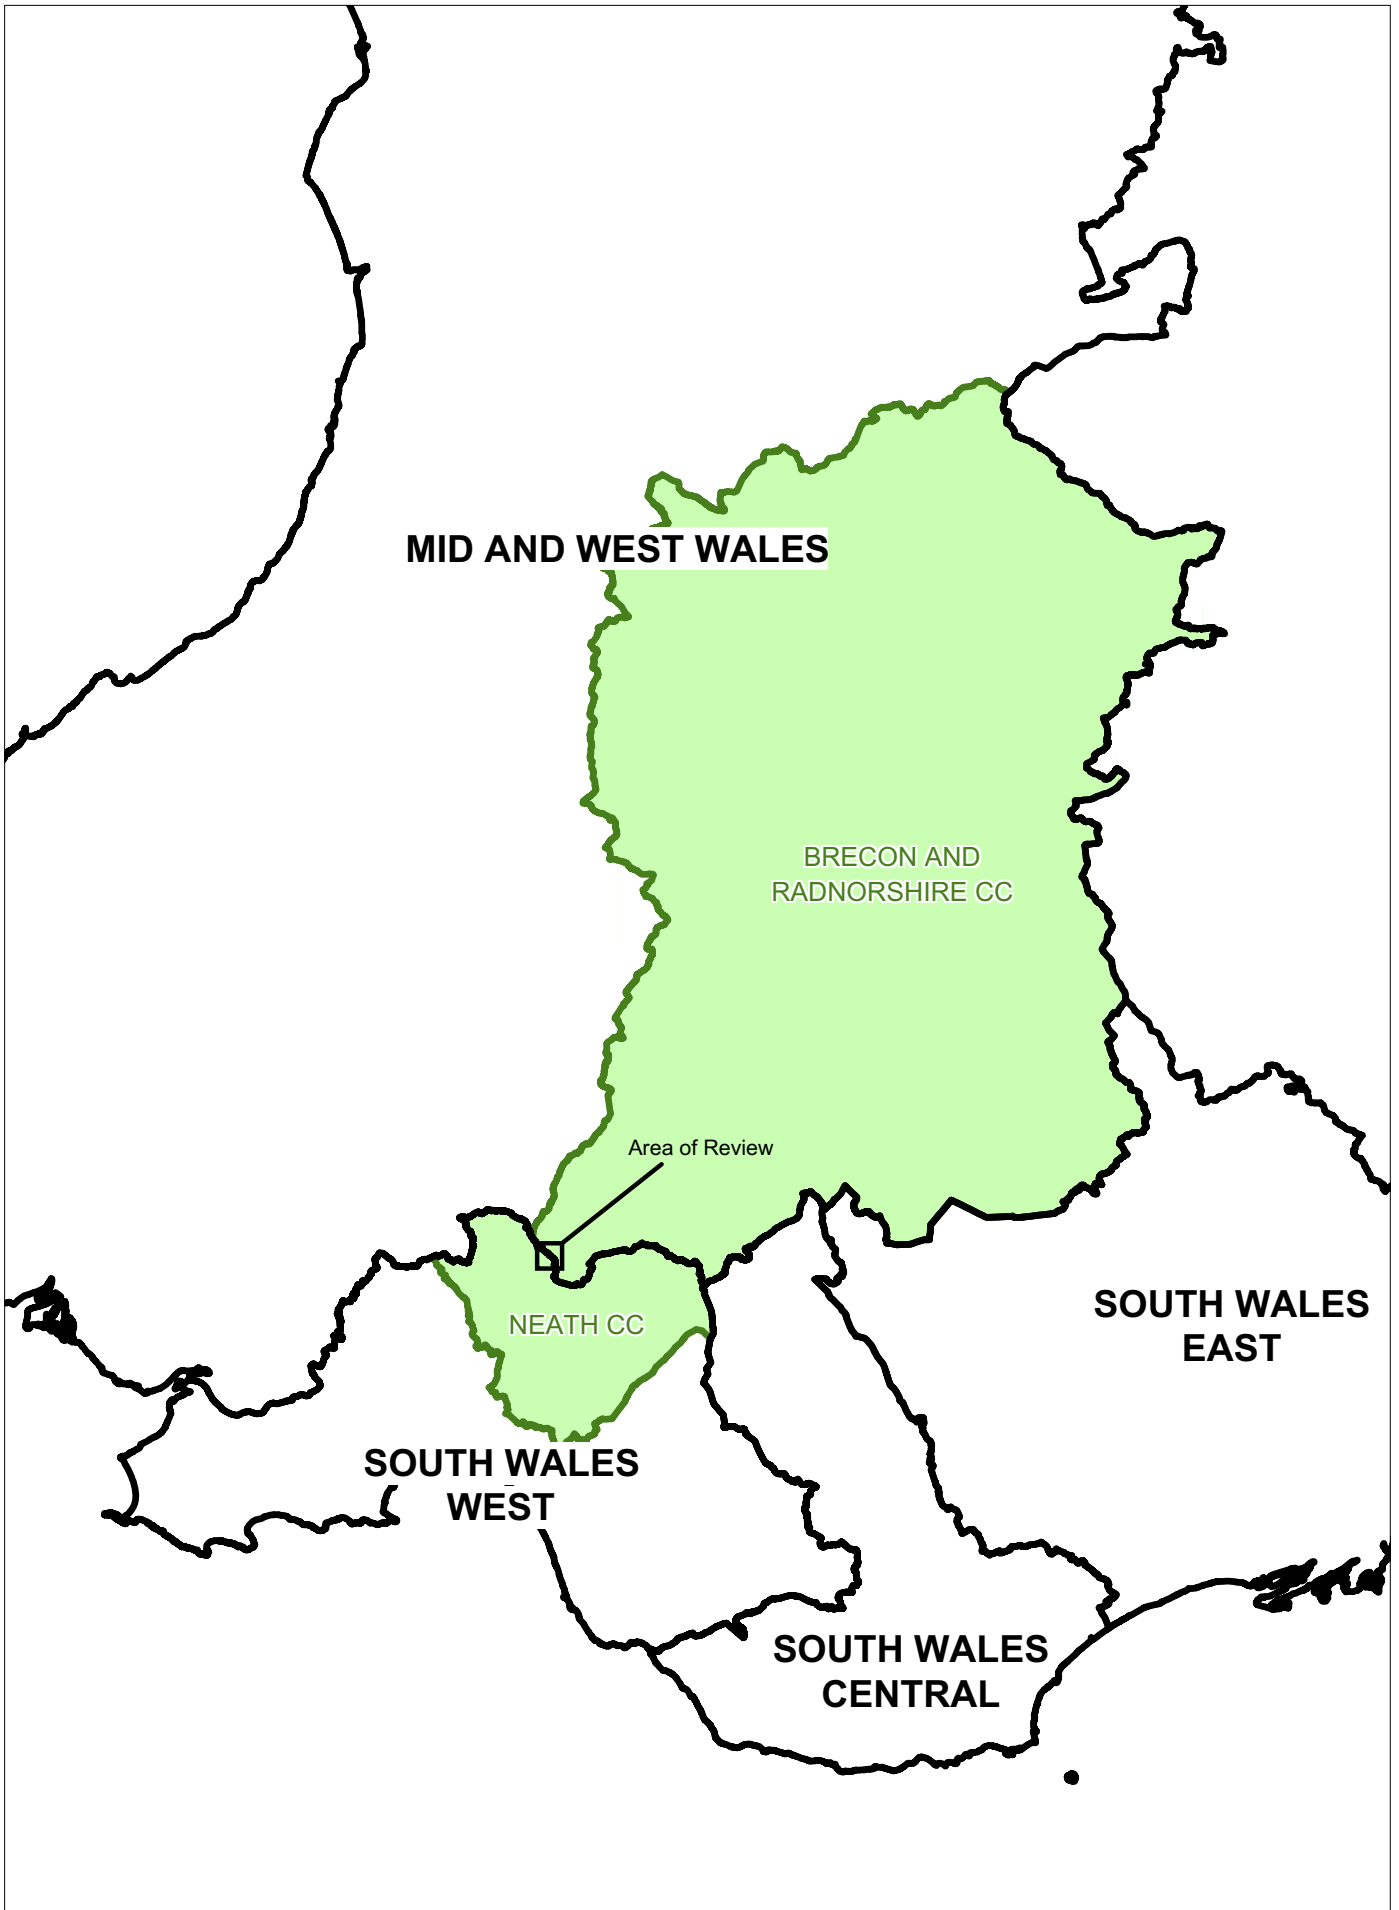 MID AND WEST WALES
BRECON AND
RADNORSHIRE CC
Area of Review
NEATH CC
SOUTH WALES
EAST
SOUTH WALES
WEST
SOUTH WALES
CENTRAL